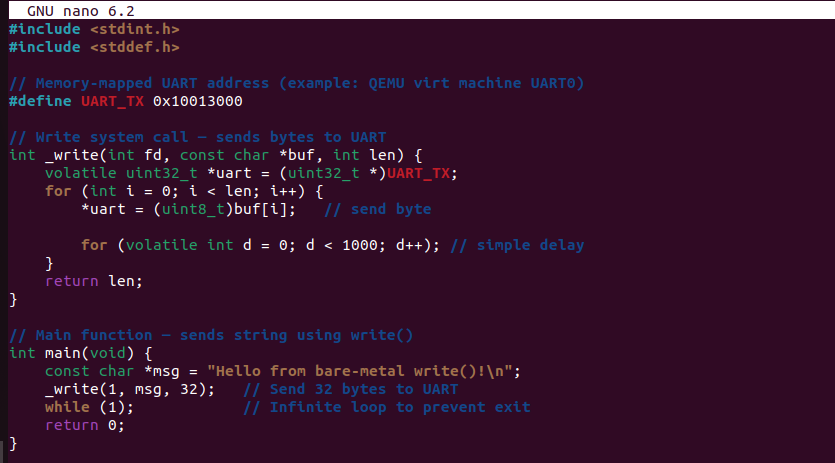 GNU nano 6.2
#include <stdint.h>
#include <stddef.h>
// Memory-mapped UART address (example: QEMU virt machine UART0)
#define UART_TX 0x10013000
// Write system call — sends bytes to UART
int _write(int fd, const char *buf, int len) {
    volatile uint32_t *uart = (uint32_t *)UART_TX;
    for (int i = 0; i < len; i++) {
        *uart = (uint8_t)buf[i];   // send byte
        for (volatile int d = 0; d < 1000; d++); // simple delay
    }
    return len;
}
// Main function — sends string using write()
int main(void) {
    const char *msg = "Hello from bare-metal write()!\n";
    _write(1, msg, 32);   // Send 32 bytes to UART
    while (1);            // Infinite loop to prevent exit
    return 0;
}